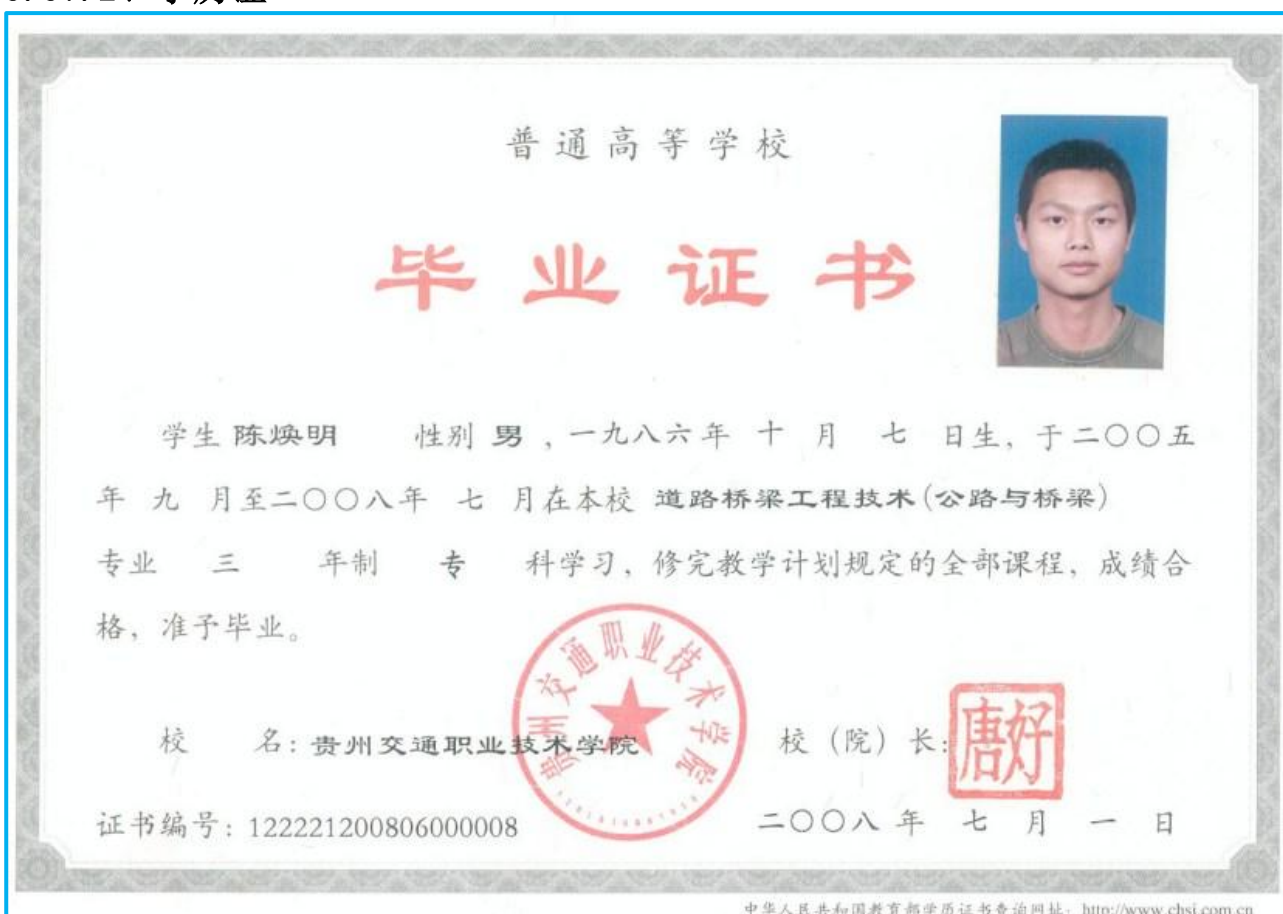 普通高等学校
毕业证书
学生 陈焕明 性别 男 ,一九八六年 十 月 七 日生, 于二〇〇五
年 九 月至二〇〇八年 七 月在本校 道路桥梁工程技术(公路与桥梁)
专业 三 年制 专 科学习, 修完教学计划规定的全部课程, 成绩合
格, 准予毕业。
贵州交通职业技术学院
校 名: 贵州交通职业技术学院 校(院)长: 唐好
证书编号: 122221200806000008 二〇〇八 年 七 月 一 日
中华人民共和国教育部学历证书查询网址: http://www.chsi.com.cn